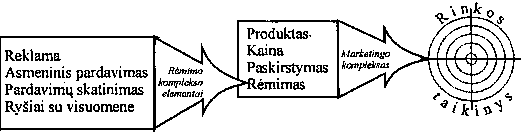 Reklama
Asmeninis pardavimas
Pardavimų skatinimas
Ryšiai su visuomene
Rėmimo
komplekso
elementai
Produktas-
Kaina
Paskirstymas
Rėmimas
Marketingo
kompleksas
Rinkos
taikinys